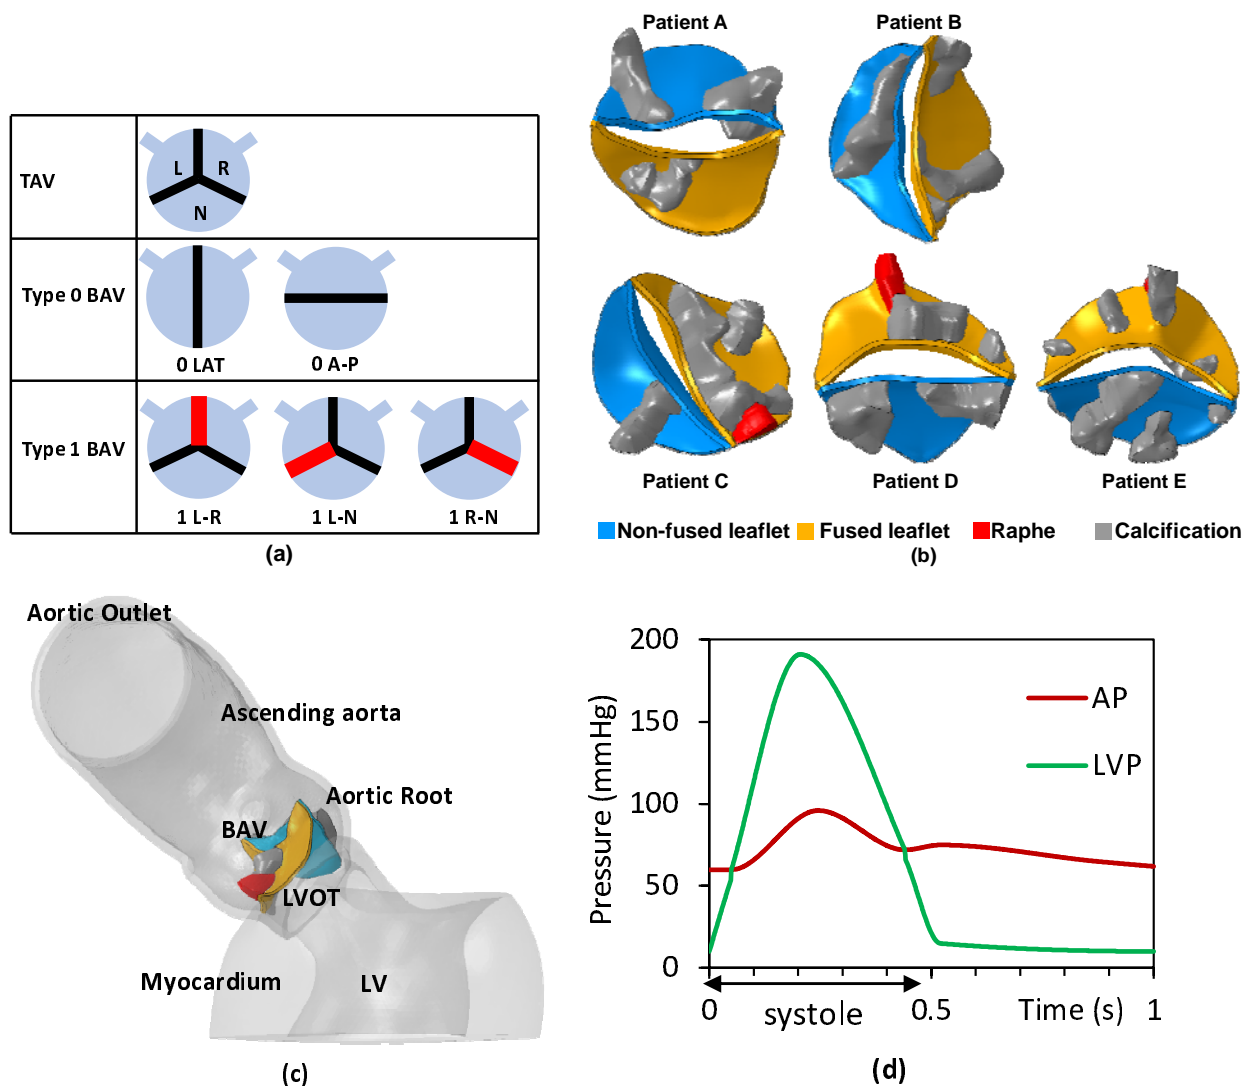 TAV
L R
N
Type 0 BAV
0 LAT 0 A-P
Type 1 BAV
1 L-R 1 L-N 1 R-N
(a)
Patient A Patient B
Patient C Patient D Patient E
Non-fused leaflet Fused leaflet Raphe Calcification
(b)
Aortic Outlet
Ascending aorta
Aortic Root
BAV
LVOT
Myocardium LV
(c)
Pressure (mmHg)
200
150
100
50
0
AP
LVP
0 0.5 Time (s) 1
systole
(d)